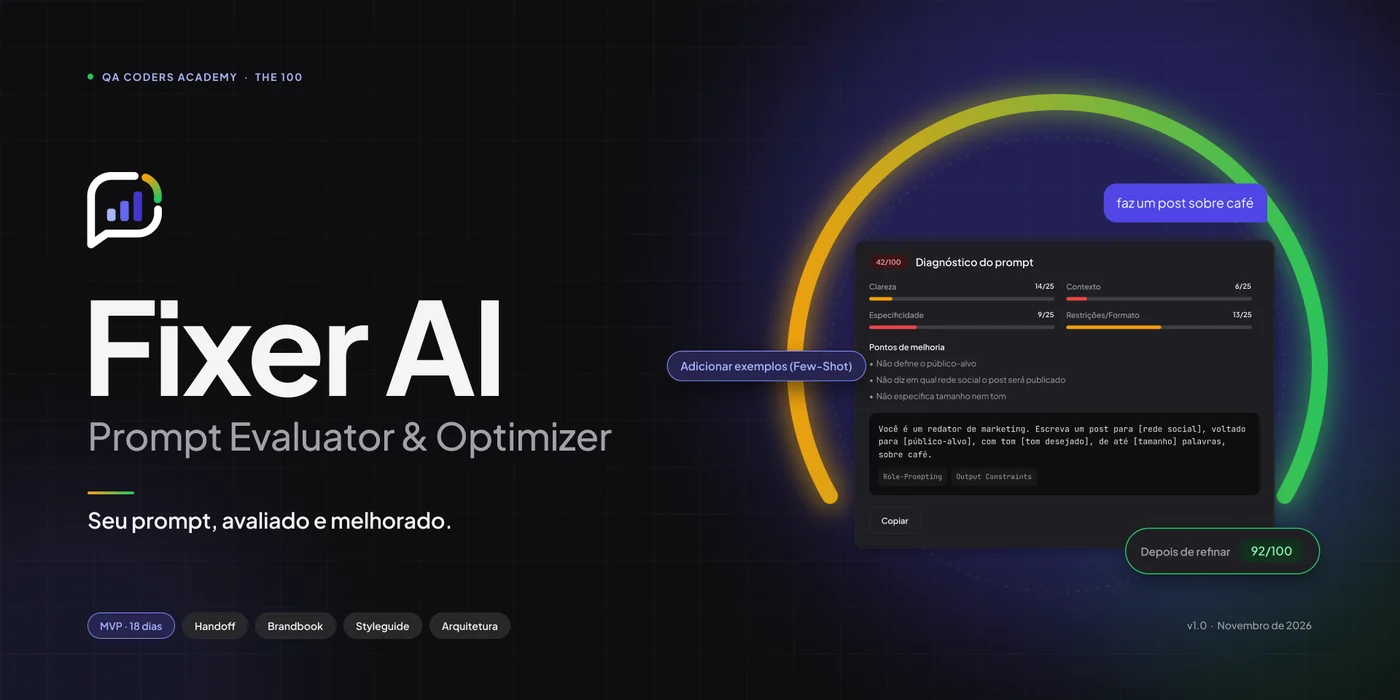 QA CODERS ACADEMY · THE 100
Fixer AI
Prompt Evaluator & Optimizer
Seu prompt, avaliado e melhorado.
MVP · 18 dias
Handoff
Brandbook
Styleguide
Arquitetura
faz um post sobre café
42/100 Diagnóstico do prompt
Clareza 14/25 Contexto 6/25
Especificidade 9/25 Restrições/Formato 13/25
Pontos de melhoria
• Não define o público-alvo
• Não diz em qual rede social o post será publicado
• Não especifica tamanho nem tom
Adicionar exemplos (Few-Shot)
Você é um redator de marketing. Escreva um post para [rede social], voltado
para [público-alvo], com tom [tom desejado], de até [tamanho] palavras,
sobre café.
Role-Prompting Output Constraints
Copiar
Depois de refinar 92/100
v1.0 · Novembro de 2026